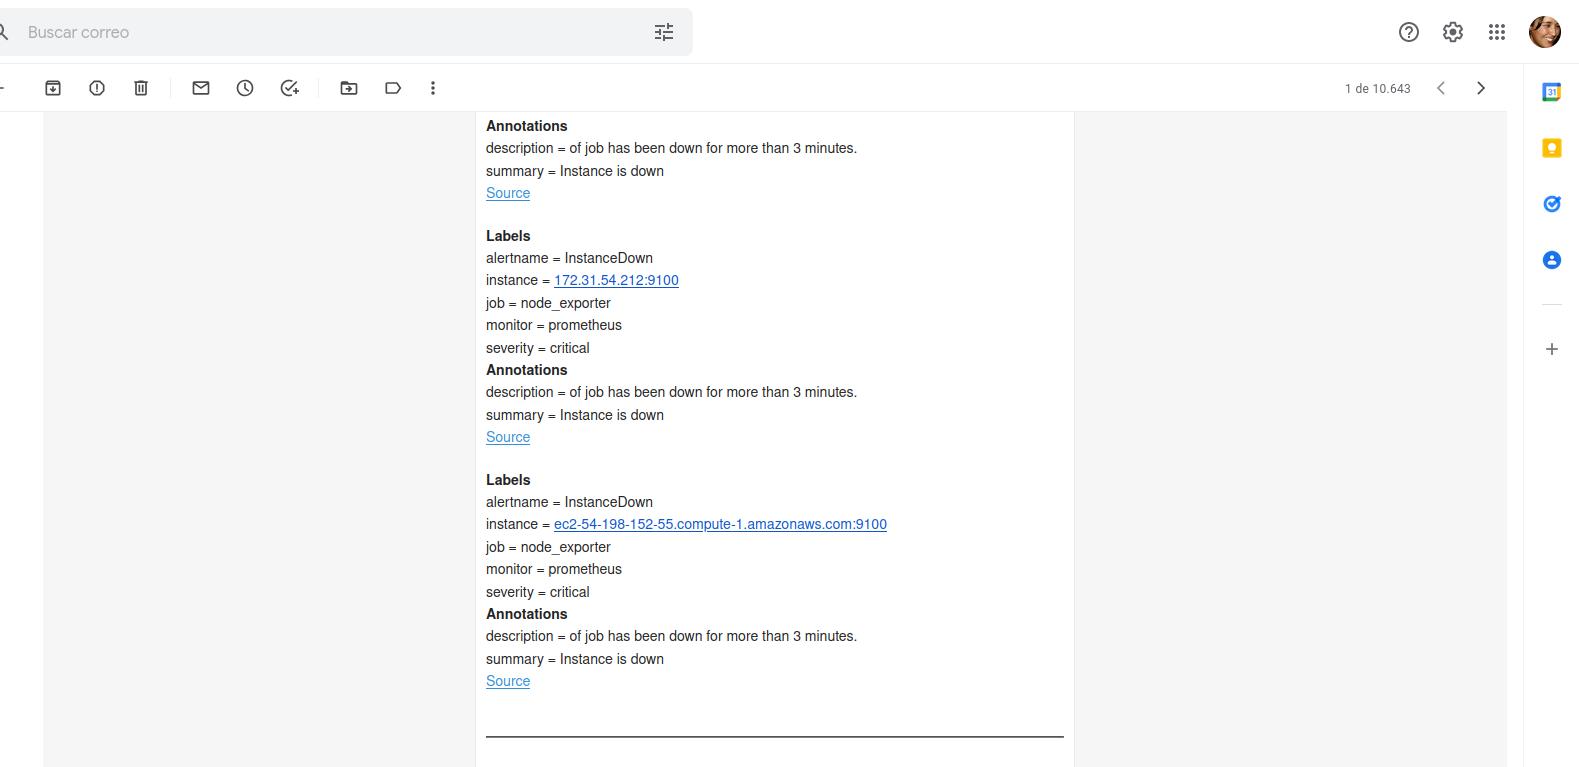 Buscar correo
1 de 10.643
31
Annotations
description = of job has been down for more than 3 minutes.
summary = Instance is down
Source
Labels
alertname = InstanceDown
instance = 172.31.54.212:9100
job = node_exporter
monitor = prometheus
severity = critical
Annotations
description = of job has been down for more than 3 minutes.
summary = Instance is down
Source
Labels
alertname = InstanceDown
instance = ec2-54-198-152-55.compute-1.amazonaws.com:9100
job = node_exporter
monitor = prometheus
severity = critical
Annotations
description = of job has been down for more than 3 minutes.
summary = Instance is down
Source